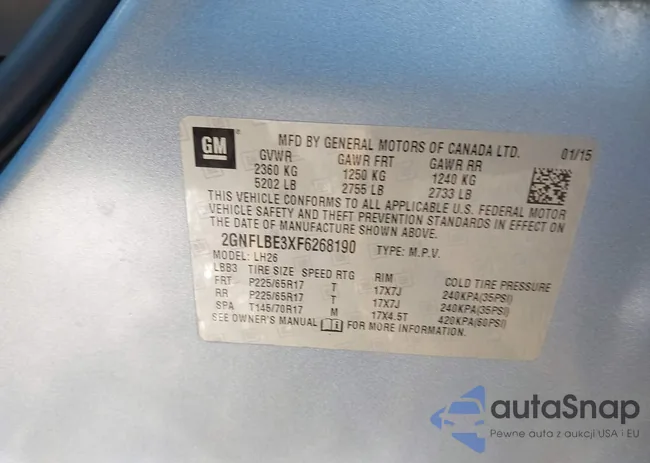 GM
MFD BY GENERAL MOTORS OF CANADA LTD. 01/15
GVWR GAWR FRT GAWR RR
2360 KG 1250 KG 1240 KG
5202 LB 2755 LB 2733 LB
THIS VEHICLE CONFORMS TO ALL APPLICABLE U.S. FEDERAL MOTOR
VEHICLE SAFETY AND THEFT PREVENTION STANDARDS IN EFFECT ON
THE DATE OF MANUFACTURE SHOWN ABOVE.
2GNFLBE3XF6268190 TYPE: M.P.V.
MODEL: LH26
LBB3 TIRE SIZE SPEED RTG RIM COLD TIRE PRESSURE
FRT P225/65R17 T 17X7J 240KPA(35PSI)
RR P225/65R17 T 17X7J 240KPA(35PSI)
SPA T145/70R17 M 17X4.5T 420KPA(60PSI)
SEE OWNER'S MANUAL FOR MORE INFORMATION.
autaSnap
Pewne auta z aukcji USA i EU